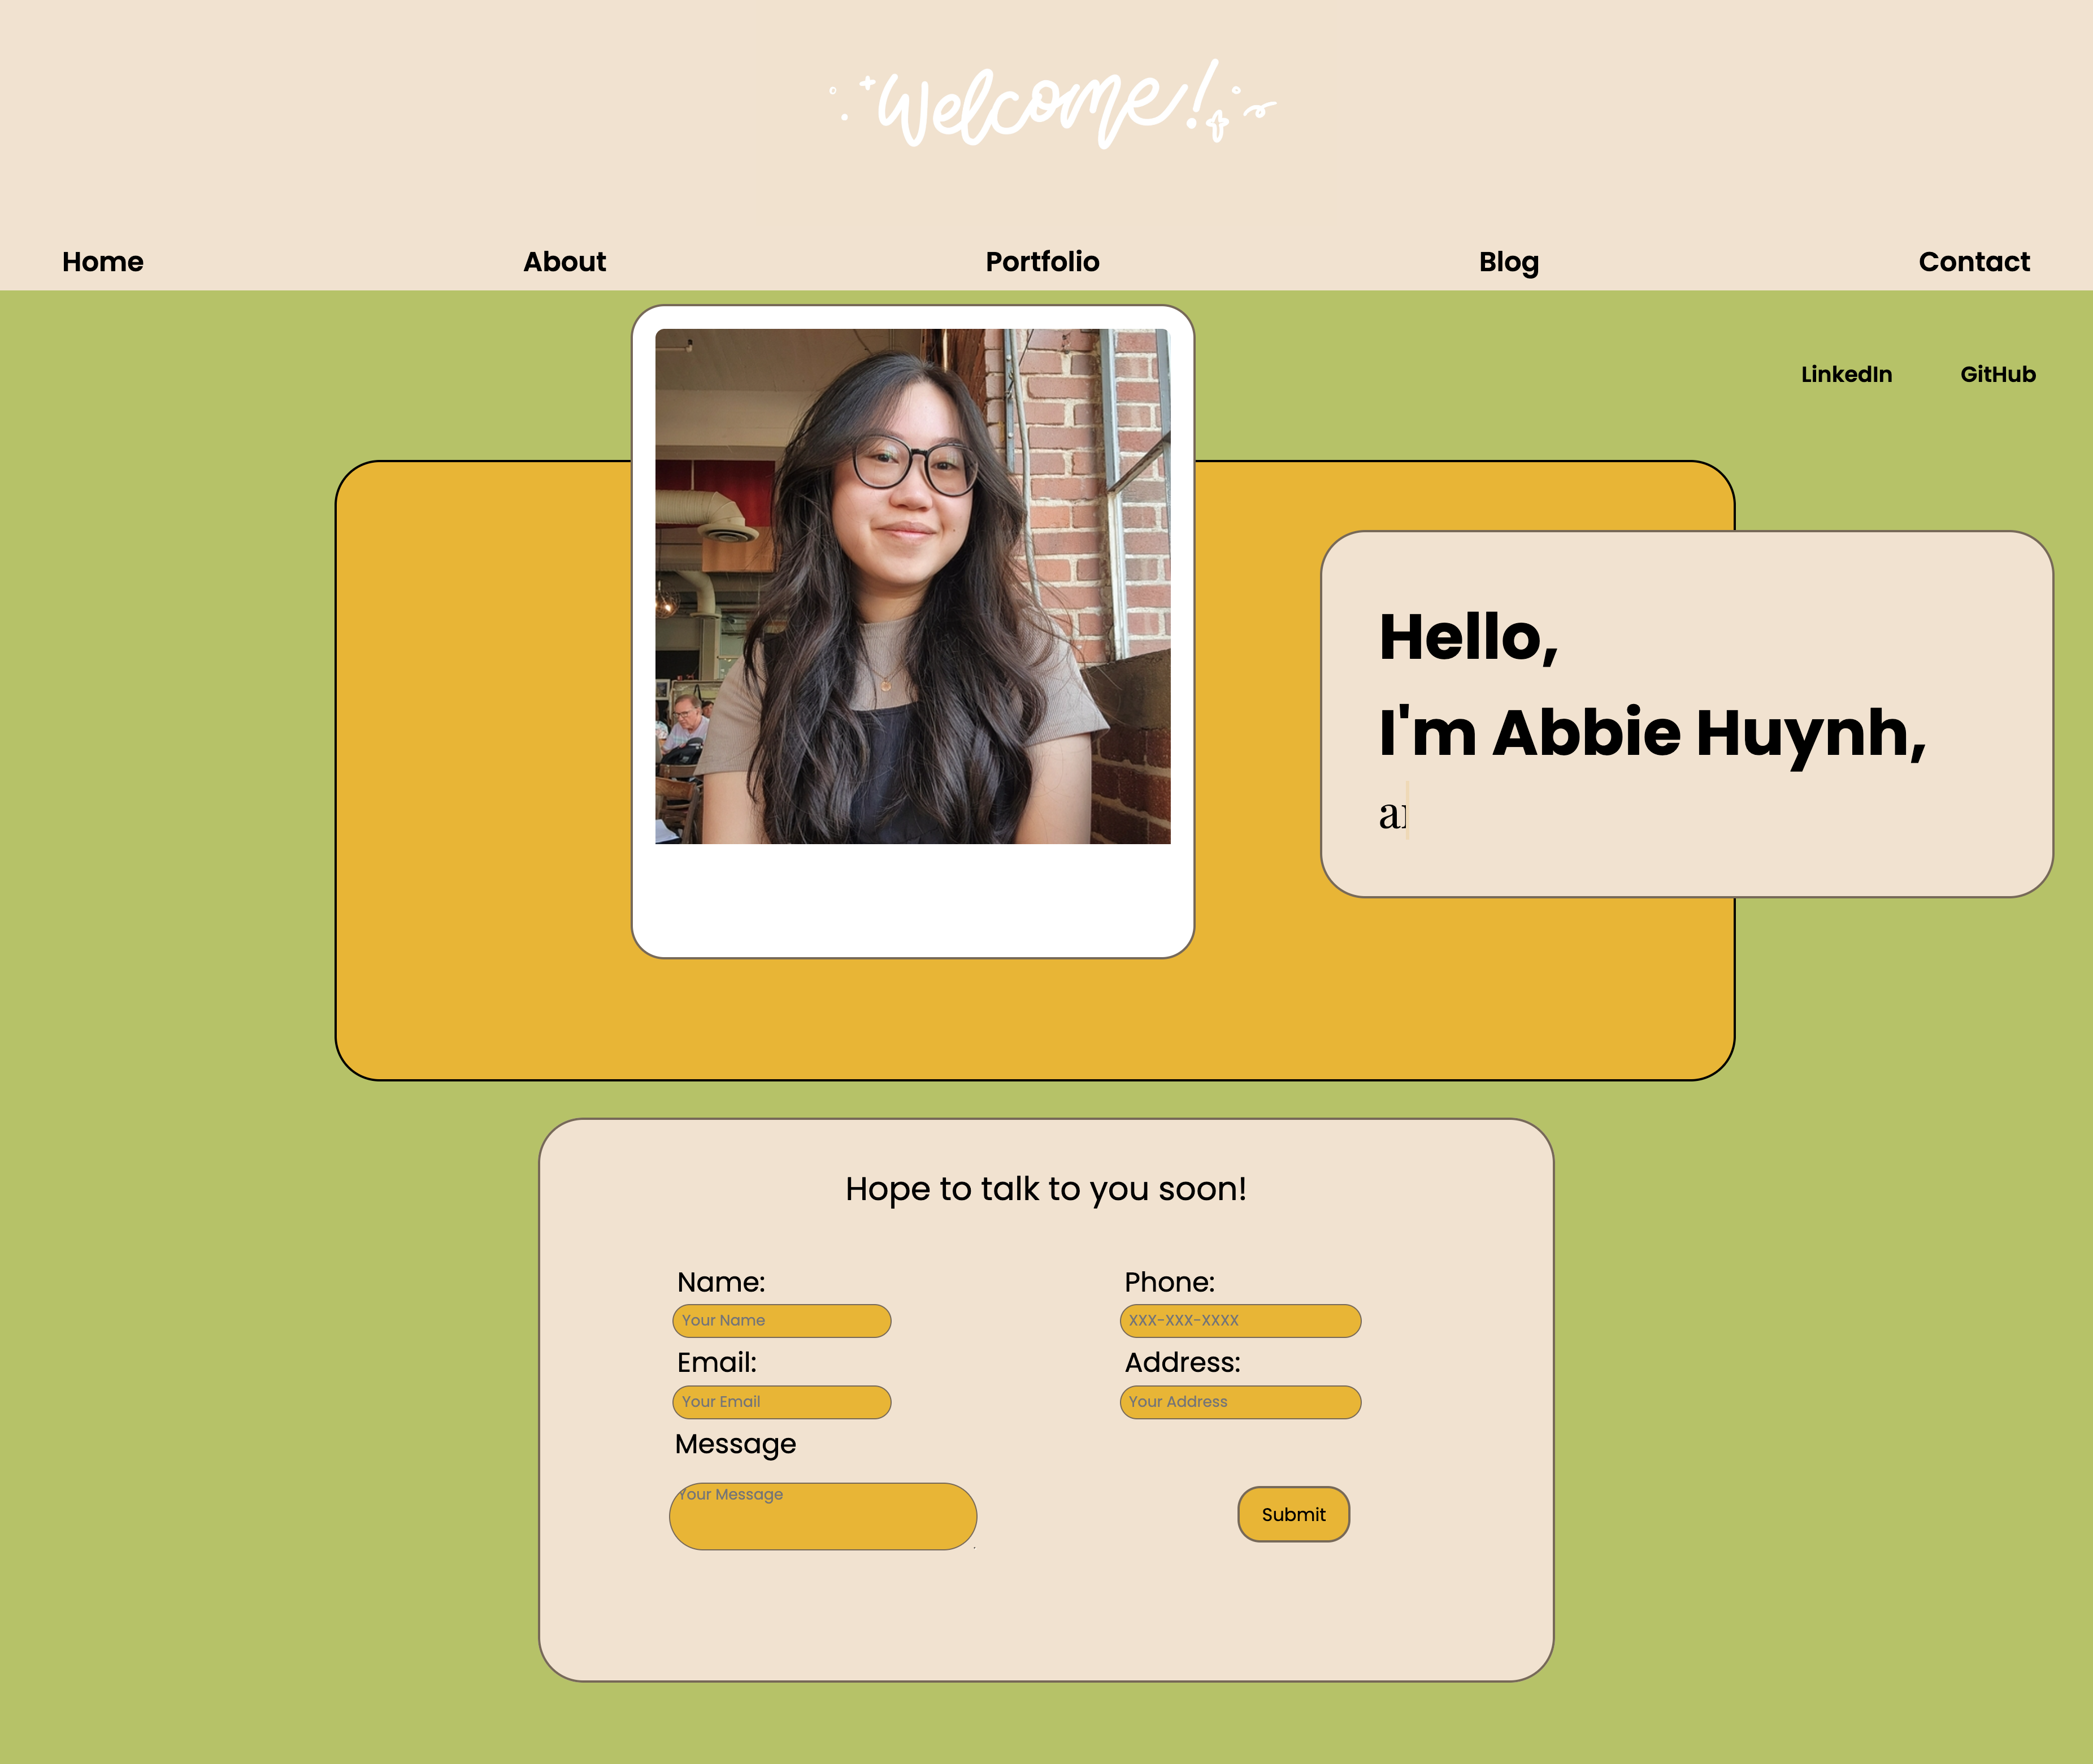 Welcome!
Home
About
Portfolio
Blog
Contact
LinkedIn
GitHub
Hello,
I'm Abbie Huynh,
Hope to talk to you soon!
Name:
Your Name
Phone:
XXX-XXX-XXXX
Email:
Your Email
Address:
Your Address
Message
Your Message
Submit